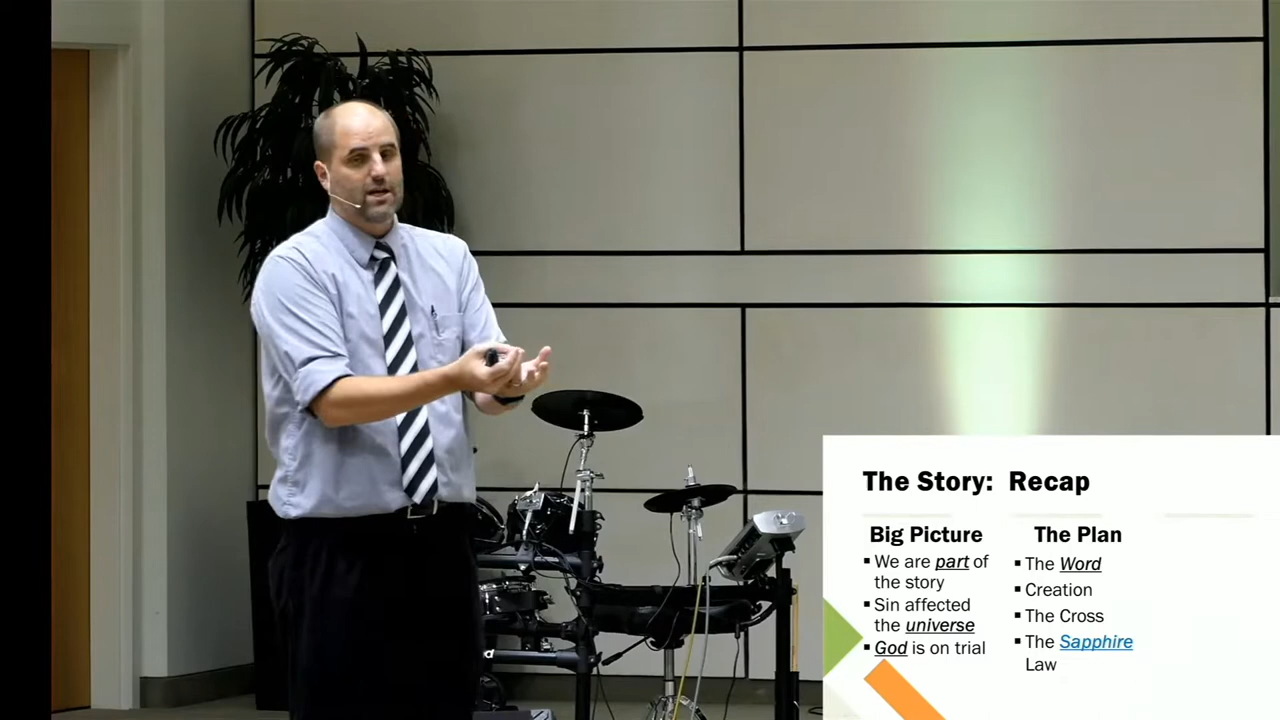 The Story: Recap
Big Picture
▪ We are part of
the story
▪ Sin affected
the universe
▪ God is on trial
The Plan
▪ The Word
▪ Creation
▪ The Cross
▪ The Sapphire
Law